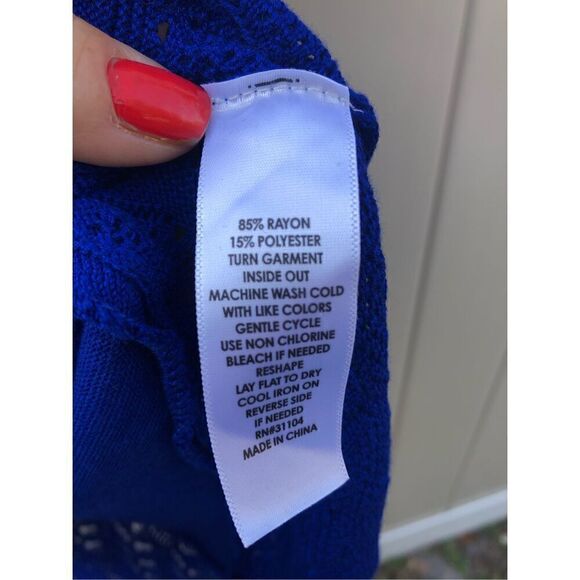 85% RAYON
15% POLYESTER
TURN GARMENT
INSIDE OUT
MACHINE WASH COLD
WITH LIKE COLORS
GENTLE CYCLE
USE NON CHLORINE
BLEACH IF NEEDED
RESHAPE
LAY FLAT TO DRY
COOL IRON ON
REVERSE SIDE
IF NEEDED
RN#31104
MADE IN CHINA